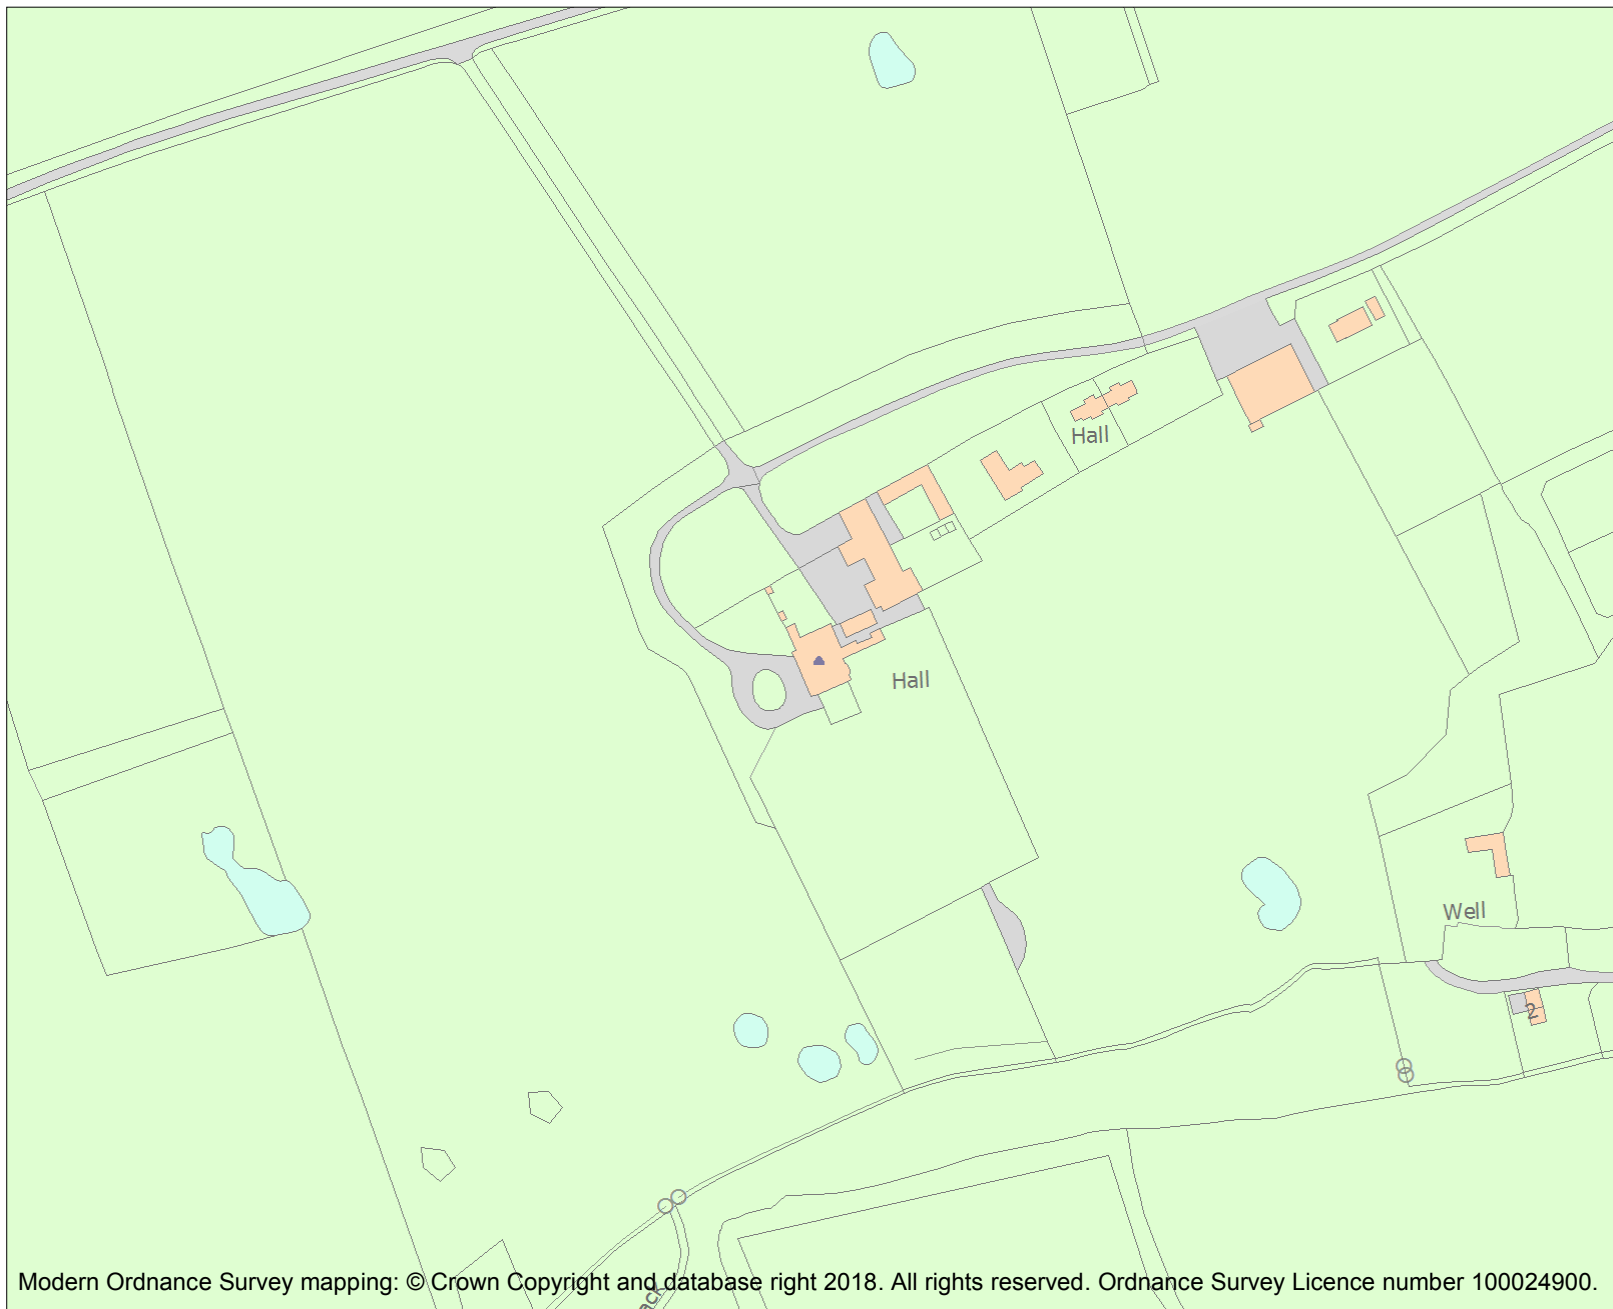 Hall
Hall
Well
2
Modern Ordnance Survey mapping: © Crown Copyright and database right 2018. All rights reserved. Ordnance Survey Licence number 100024900.